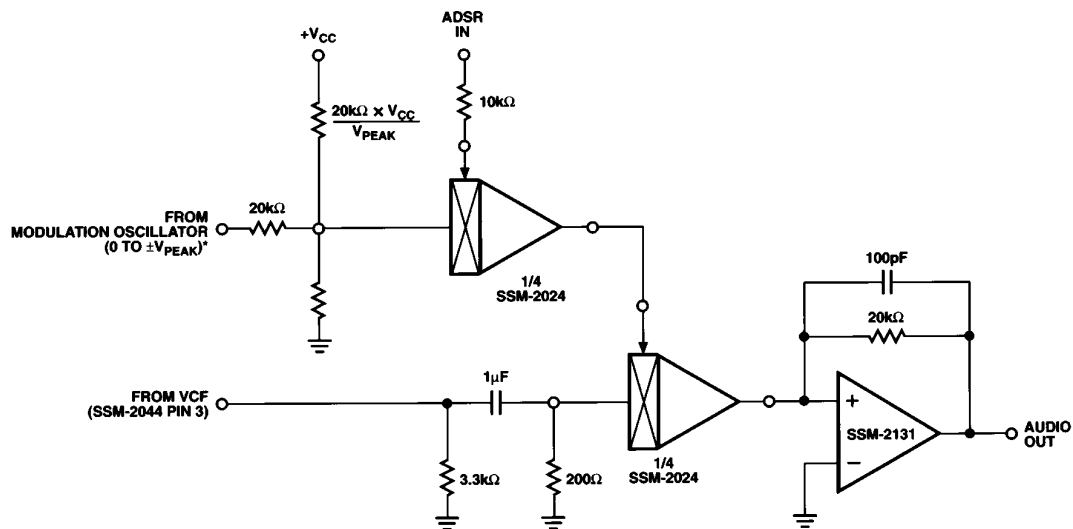 ADSR
IN
+VCC
10kΩ
20kΩ × VCC
VPEAK
FROM
MODULATION OSCILLATOR
(0 TO ±VPEAK)*
20kΩ
1/4
SSM-2024
100pF
20kΩ
FROM VCF
(SSM-2044 PIN 3)
1μF
3.3kΩ
200Ω
1/4
SSM-2024
+
SSM-2131
−
AUDIO
OUT